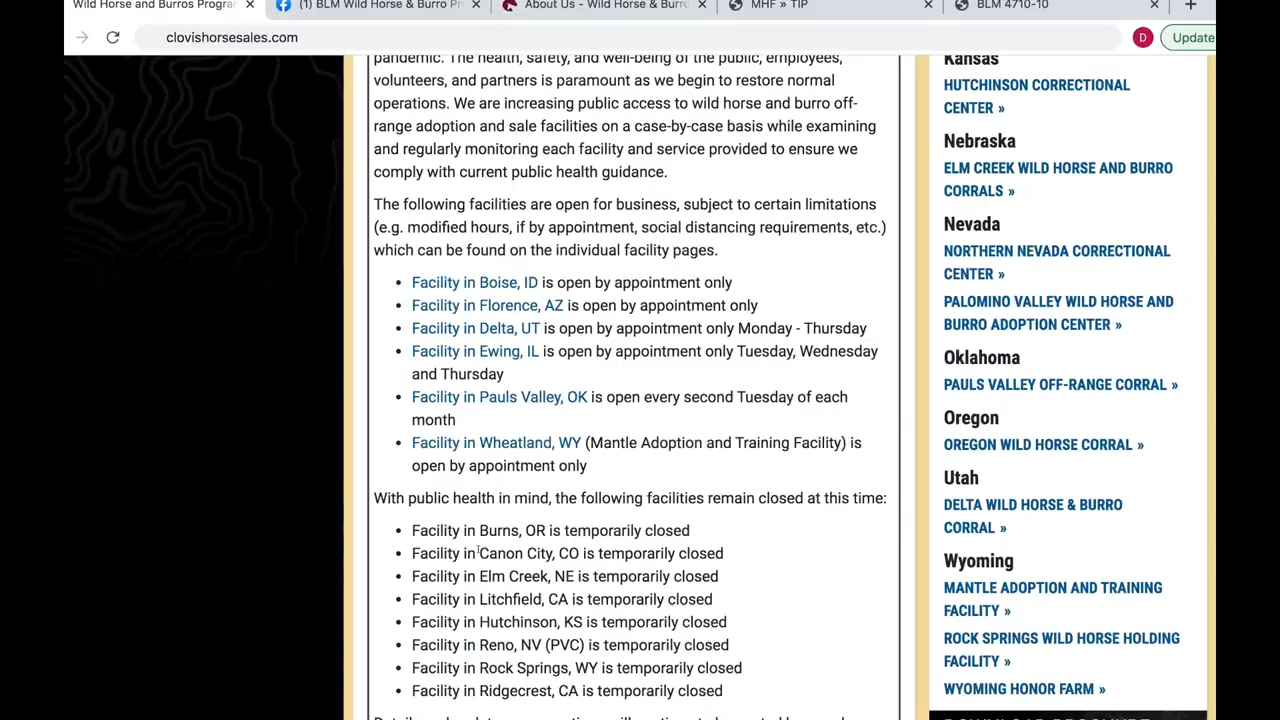 Wild Horse and Burros Progra
(1) BLM Wild Horse & Burro Pr
About Us - Wild Horse & Burr
MHF » TIP
BLM 4710-10
clovishorsesales.com
D
Update
pandemic. The health, safety, and well-being of the public, employees,
volunteers, and partners is paramount as we begin to restore normal
operations. We are increasing public access to wild horse and burro off-
range adoption and sale facilities on a case-by-case basis while examining
and regularly monitoring each facility and service provided to ensure we
comply with current public health guidance.
The following facilities are open for business, subject to certain limitations
(e.g. modified hours, if by appointment, social distancing requirements, etc.)
which can be found on the individual facility pages.
• Facility in Boise, ID is open by appointment only
• Facility in Florence, AZ is open by appointment only
• Facility in Delta, UT is open by appointment only Monday - Thursday
• Facility in Ewing, IL is open by appointment only Tuesday, Wednesday
and Thursday
• Facility in Pauls Valley, OK is open every second Tuesday of each
month
• Facility in Wheatland, WY (Mantle Adoption and Training Facility) is
open by appointment only
With public health in mind, the following facilities remain closed at this time:
• Facility in Burns, OR is temporarily closed
• Facility in Canon City, CO is temporarily closed
• Facility in Elm Creek, NE is temporarily closed
• Facility in Litchfield, CA is temporarily closed
• Facility in Hutchinson, KS is temporarily closed
• Facility in Reno, NV (PVC) is temporarily closed
• Facility in Rock Springs, WY is temporarily closed
• Facility in Ridgecrest, CA is temporarily closed
Kansas
HUTCHINSON CORRECTIONAL
CENTER »
Nebraska
ELM CREEK WILD HORSE AND BURRO
CORRALS »
Nevada
NORTHERN NEVADA CORRECTIONAL
CENTER »
PALOMINO VALLEY WILD HORSE AND
BURRO ADOPTION CENTER »
Oklahoma
PAULS VALLEY OFF-RANGE CORRAL »
Oregon
OREGON WILD HORSE CORRAL »
Utah
DELTA WILD HORSE & BURRO
CORRAL »
Wyoming
MANTLE ADOPTION AND TRAINING
FACILITY »
ROCK SPRINGS WILD HORSE HOLDING
FACILITY »
WYOMING HONOR FARM »